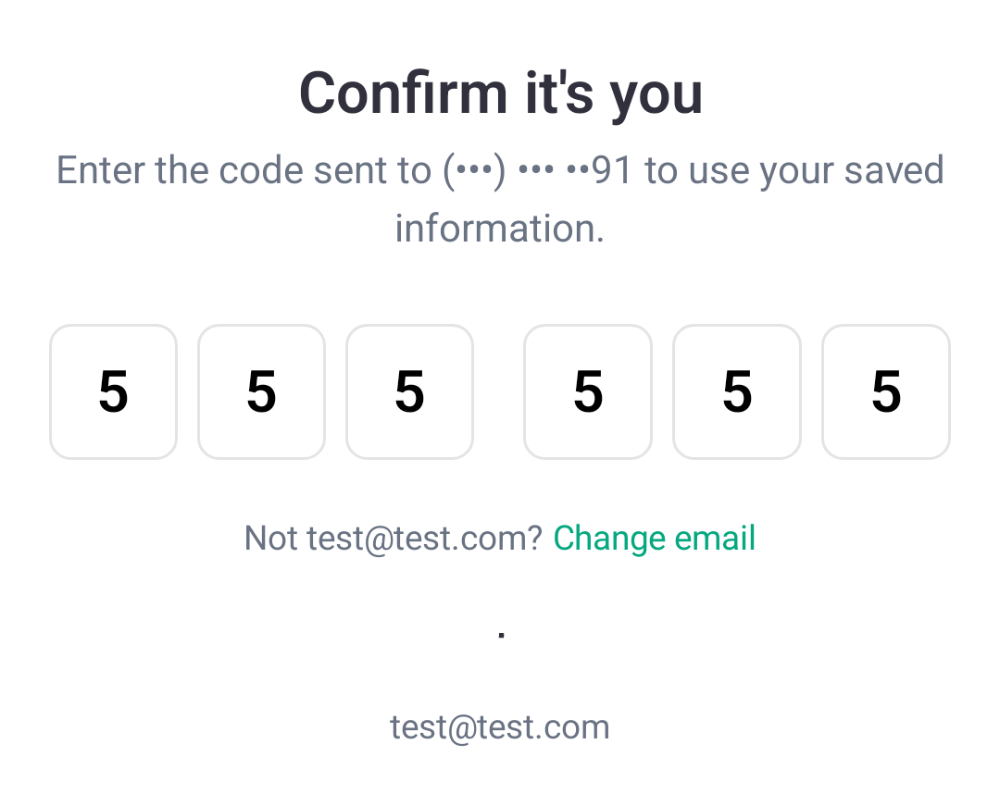 Confirm it's you
Enter the code sent to (•••) ••• ••91 to use your saved
information.
5 5 5 5 5 5
Not test@test.com? Change email
.
test@test.com